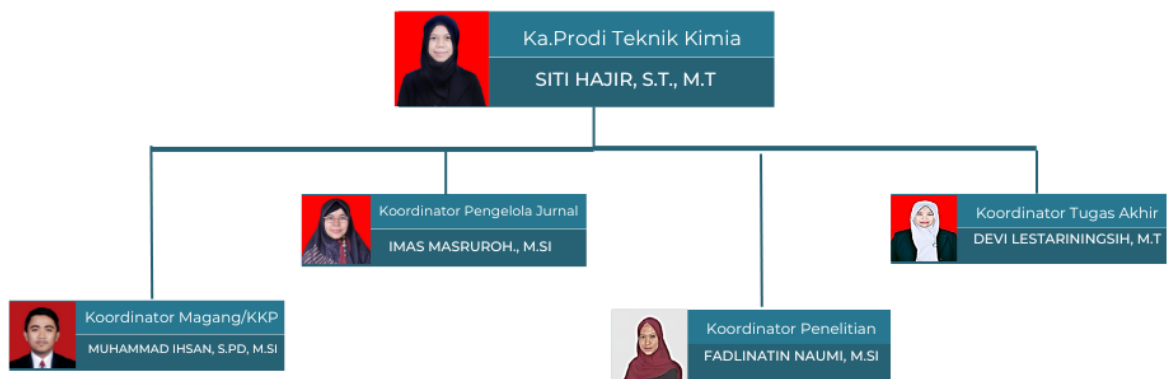 Ka.Prodi Teknik Kimia
SITI HAJIR, S.T., M.T
Koordinator Pengelola Jurnal
IMAS MASRUROH., M.SI
Koordinator Tugas Akhir
DEVI LESTARININGSIH, M.T
Koordinator Magang/KKP
MUHAMMAD IHSAN, S.PD, M.SI
Koordinator Penelitian
FADLINATIN NAUMI, M.SI